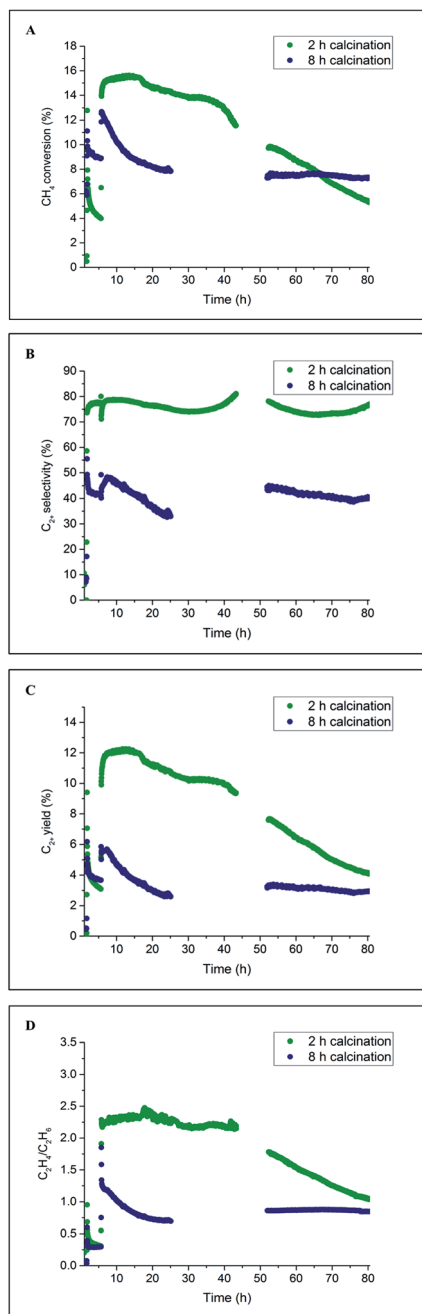 A
2 h calcination
8 h calcination
CH4 conversion (%)
18
16
14
12
10
8
6
4
2
0
10 20 30 40 50 60 70 80
Time (h)
B
2 h calcination
8 h calcination
C2+ selectivity (%)
90
80
70
60
50
40
30
20
10
0
10 20 30 40 50 60 70 80
Time (h)
C
2 h calcination
8 h calcination
C2+ yield (%)
14
12
10
8
6
4
2
0
10 20 30 40 50 60 70 80
Time (h)
D
2 h calcination
8 h calcination
C2H4/C2H6
3.5
3.0
2.5
2.0
1.5
1.0
0.5
0.0
10 20 30 40 50 60 70 80
Time (h)